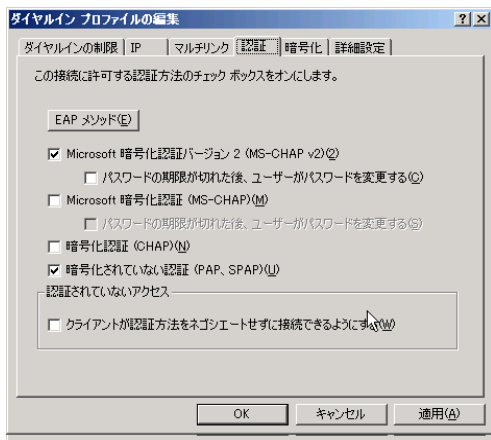 ダイヤルイン プロファイルの編集
ダイヤルインの制限 IP マルチリンク 認証 暗号化 詳細設定
この接続に許可する認証方法のチェック ボックスをオンにします。
EAP メソッド(E)
Microsoft 暗号化認証バージョン 2 (MS-CHAP v2)(2)
パスワードの期限が切れた後、ユーザーがパスワードを変更する(C)
Microsoft 暗号化認証 (MS-CHAP)(M)
パスワードの期限が切れた後、ユーザーがパスワードを変更する(S)
暗号化認証 (CHAP)(N)
暗号化されていない認証 (PAP、SPAP)(U)
認証されていないアクセス
クライアントが認証方法をネゴシエートせずに接続できるようにする(W)
OK キャンセル 適用(A)